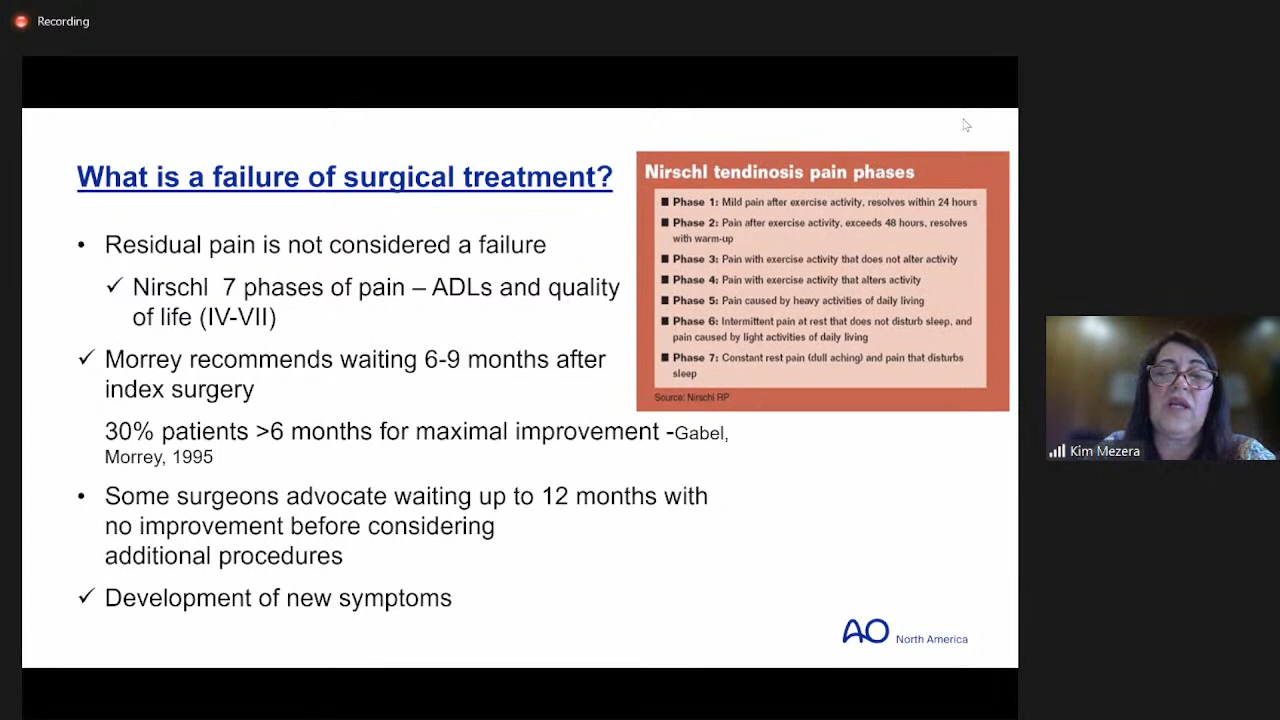 Recording
What is a failure of surgical treatment?
• Residual pain is not considered a failure
✓ Nirschl 7 phases of pain – ADLs and quality
of life (IV-VII)
✓ Morrey recommends waiting 6-9 months after
index surgery
30% patients >6 months for maximal improvement -Gabel,
Morrey, 1995
• Some surgeons advocate waiting up to 12 months with
no improvement before considering
additional procedures
✓ Development of new symptoms
Nirschl tendinosis pain phases
■ Phase 1: Mild pain after exercise activity, resolves within 24 hours
■ Phase 2: Pain after exercise activity, exceeds 48 hours, resolves
with warm-up
■ Phase 3: Pain with exercise activity that does not alter activity
■ Phase 4: Pain with exercise activity that alters activity
■ Phase 5: Pain caused by heavy activities of daily living
■ Phase 6: Intermittent pain at rest that does not disturb sleep, and
pain caused by light activities of daily living
■ Phase 7: Constant rest pain (dull aching) and pain that disturbs
sleep
Source: Nirschl RP
AO North America
Kim Mezera